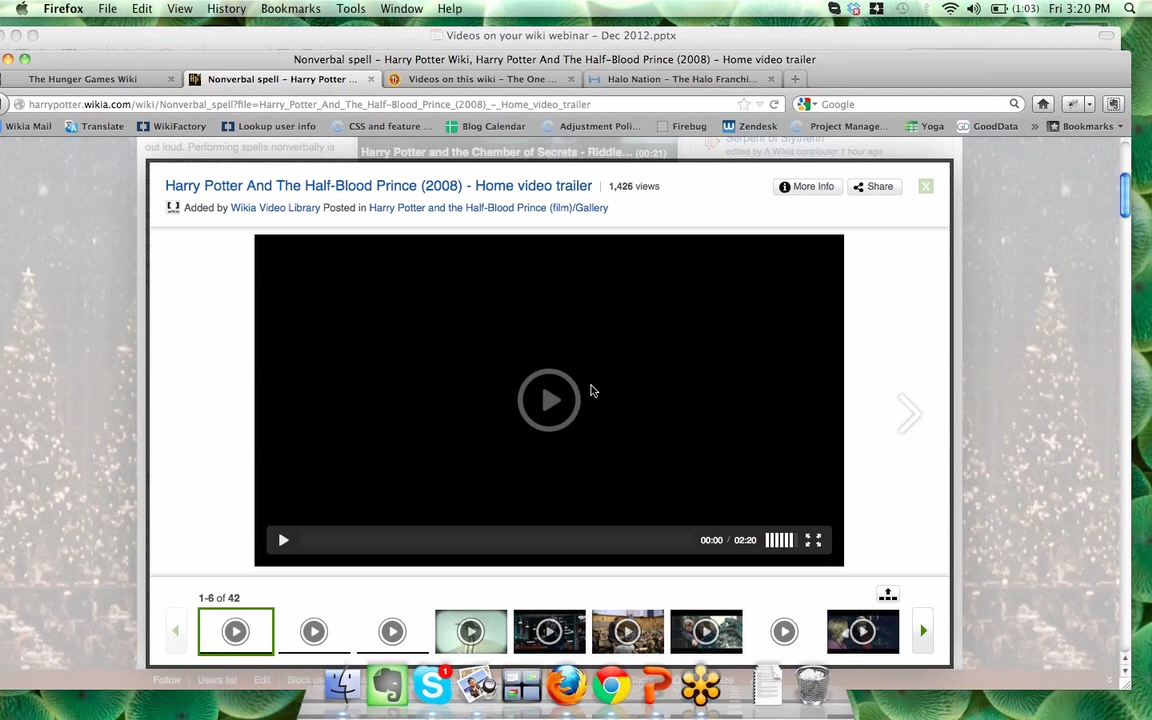 Firefox File Edit View History Bookmarks Tools Window Help (1:03) Fri 3:20 PM
Videos on your wiki webinar – Dec 2012.pptx
Nonverbal spell – Harry Potter Wiki, Harry Potter And The Half–Blood Prince (2008) – Home video trailer
The Hunger Games Wiki Nonverbal spell – Harry Potter ... Videos on this wiki – The One ... Halo Nation – The Halo Franchi...
harrypotter.wikia.com/wiki/Nonverbal_spell?file=Harry_Potter_And_The_Half–Blood_Prince_(2008)_–_Home_video_trailer Google
Wikia Mail Translate WikiFactory Lookup user info CSS and feature ... Blog Calendar Adjustment Poli... Firebug Zendesk Project Manage... Yoga GoodData Bookmarks
out loud. Performing spells nonverbally is
Harry Potter and the Chamber of Secrets - Riddle... (00:21)
Serpent of Slytherin
edited by A Wikia contributor 1 hour ago
Harry Potter And The Half-Blood Prince (2008) - Home video trailer 1,426 views
More Info Share X
Added by Wikia Video Library Posted in Harry Potter and the Half-Blood Prince (film)/Gallery
00:00 / 02:20
1-6 of 42
Follow Users list Edit Block us Tools
1